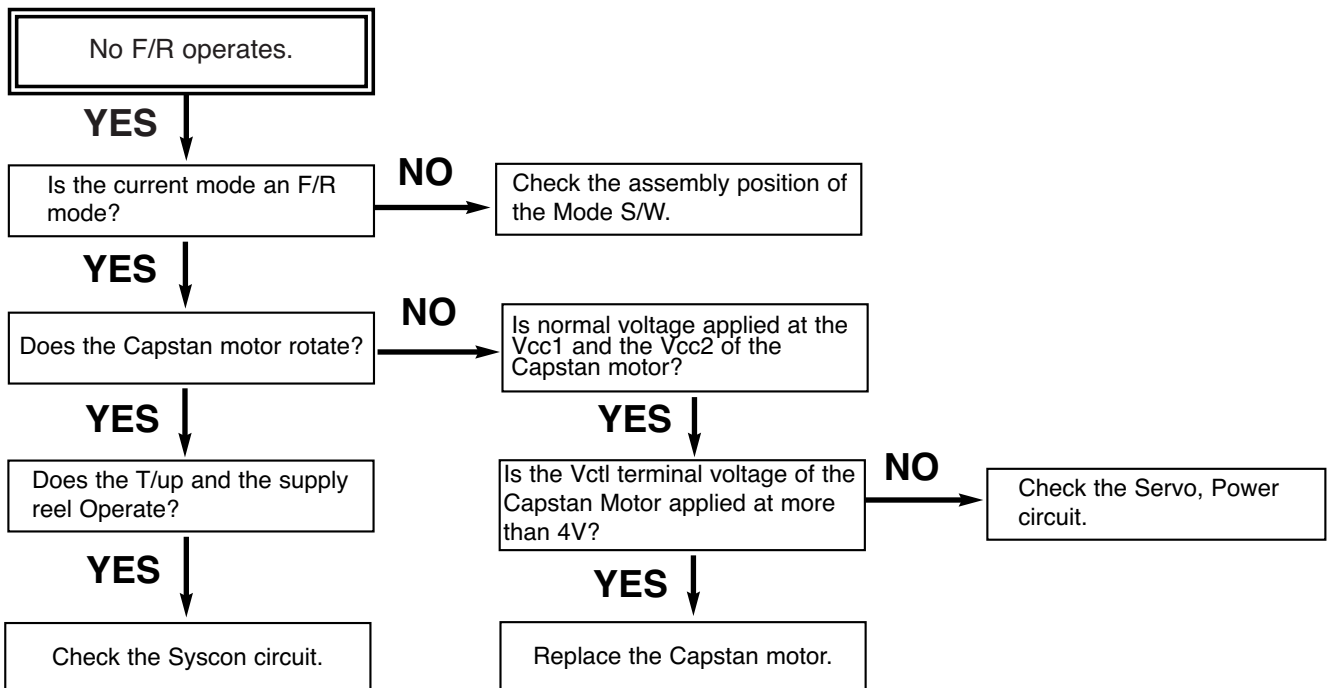 No F/R operates.
YES
Is the current mode an F/R
mode?
NO
Check the assembly position of
the Mode S/W.
YES
Does the Capstan motor rotate?
NO
Is normal voltage applied at the
Vcc1 and the Vcc2 of the
Capstan motor?
YES
YES
Does the T/up and the supply
reel Operate?
Is the Vctl terminal voltage of the
Capstan Motor applied at more
than 4V?
NO
Check the Servo, Power
circuit.
YES
YES
Check the Syscon circuit.
Replace the Capstan motor.